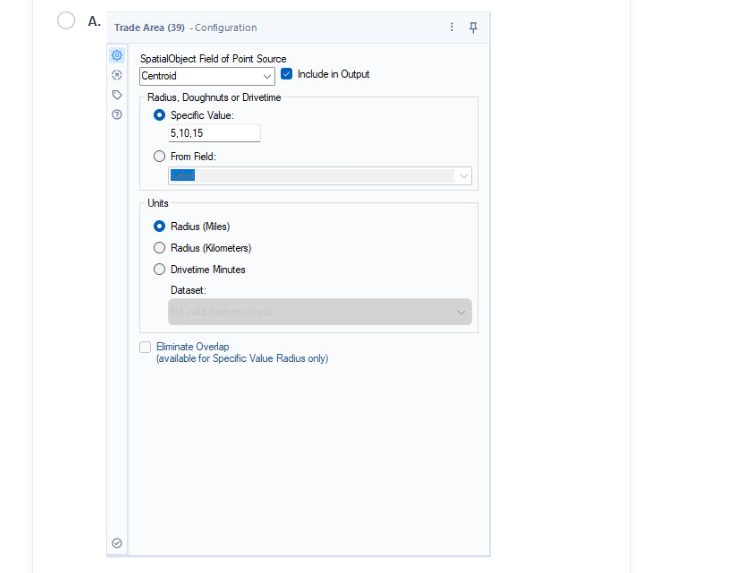 A.
Trade Area (39) - Configuration
SpatialObject Field of Point Source
Centroid
Include in Output
Radius, Doughnuts or Drivetime
Specific Value:
5,10,15
From Field:
Units
Radius (Miles)
Radius (Kilometers)
Drivetime Minutes
Dataset:
Eliminate Overlap
(available for Specific Value Radius only)